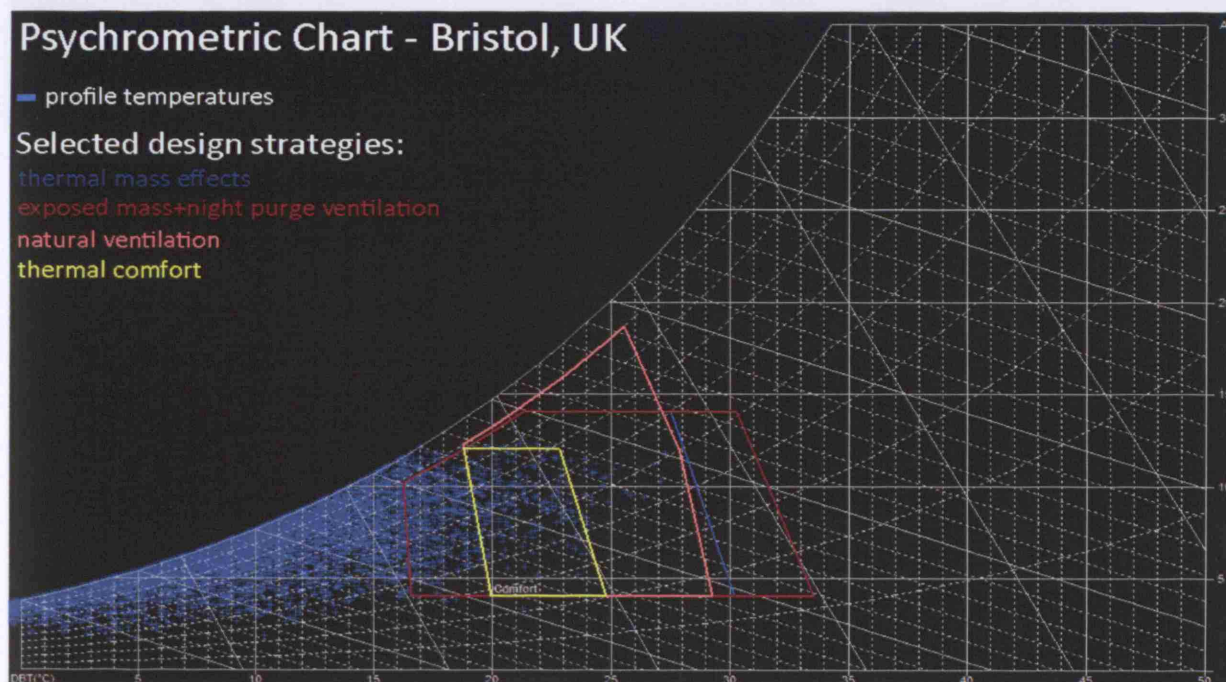 Psychrometric Chart - Bristol, UK
profile temperatures
Selected design strategies:
thermal mass effects
exposed mass+night purge ventilation
natural ventilation
thermal comfort
Comfort
DBT(°C) 5 10 15 20 25 30 35 40 45 50